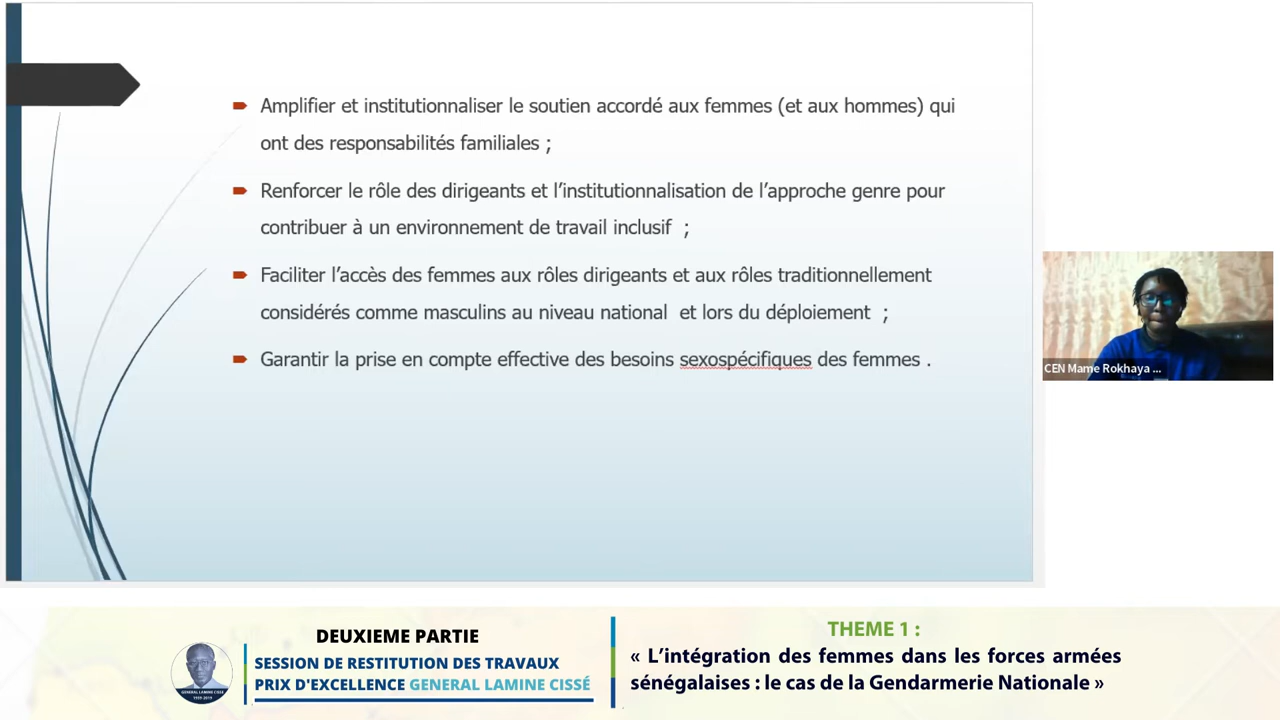 Amplifier et institutionnaliser le soutien accordé aux femmes (et aux hommes) qui
ont des responsabilités familiales ;
Renforcer le rôle des dirigeants et l’institutionnalisation de l’approche genre pour
contribuer à un environnement de travail inclusif  ;
Faciliter l’accès des femmes aux rôles dirigeants et aux rôles traditionnellement
considérés comme masculins au niveau national  et lors du déploiement  ;
Garantir la prise en compte effective des besoins sexospécifiques des femmes .
CEN Mame Rokhaya ...
DEUXIEME PARTIE
SESSION DE RESTITUTION DES TRAVAUX
PRIX D'EXCELLENCE GENERAL LAMINE CISSÉ
GENERAL LAMINE CISSÉ
THEME 1 :
« L’intégration des femmes dans les forces armées
sénégalaises : le cas de la Gendarmerie Nationale »